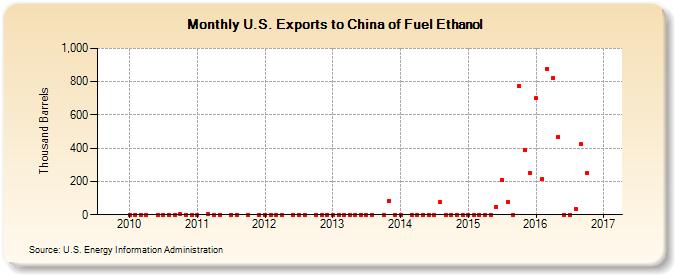 Monthly U.S. Exports to China of Fuel Ethanol
Thousand Barrels
1,000
800
600
400
200
0
2010 2011 2012 2013 2014 2015 2016 2017
Source: U.S. Energy Information Administration